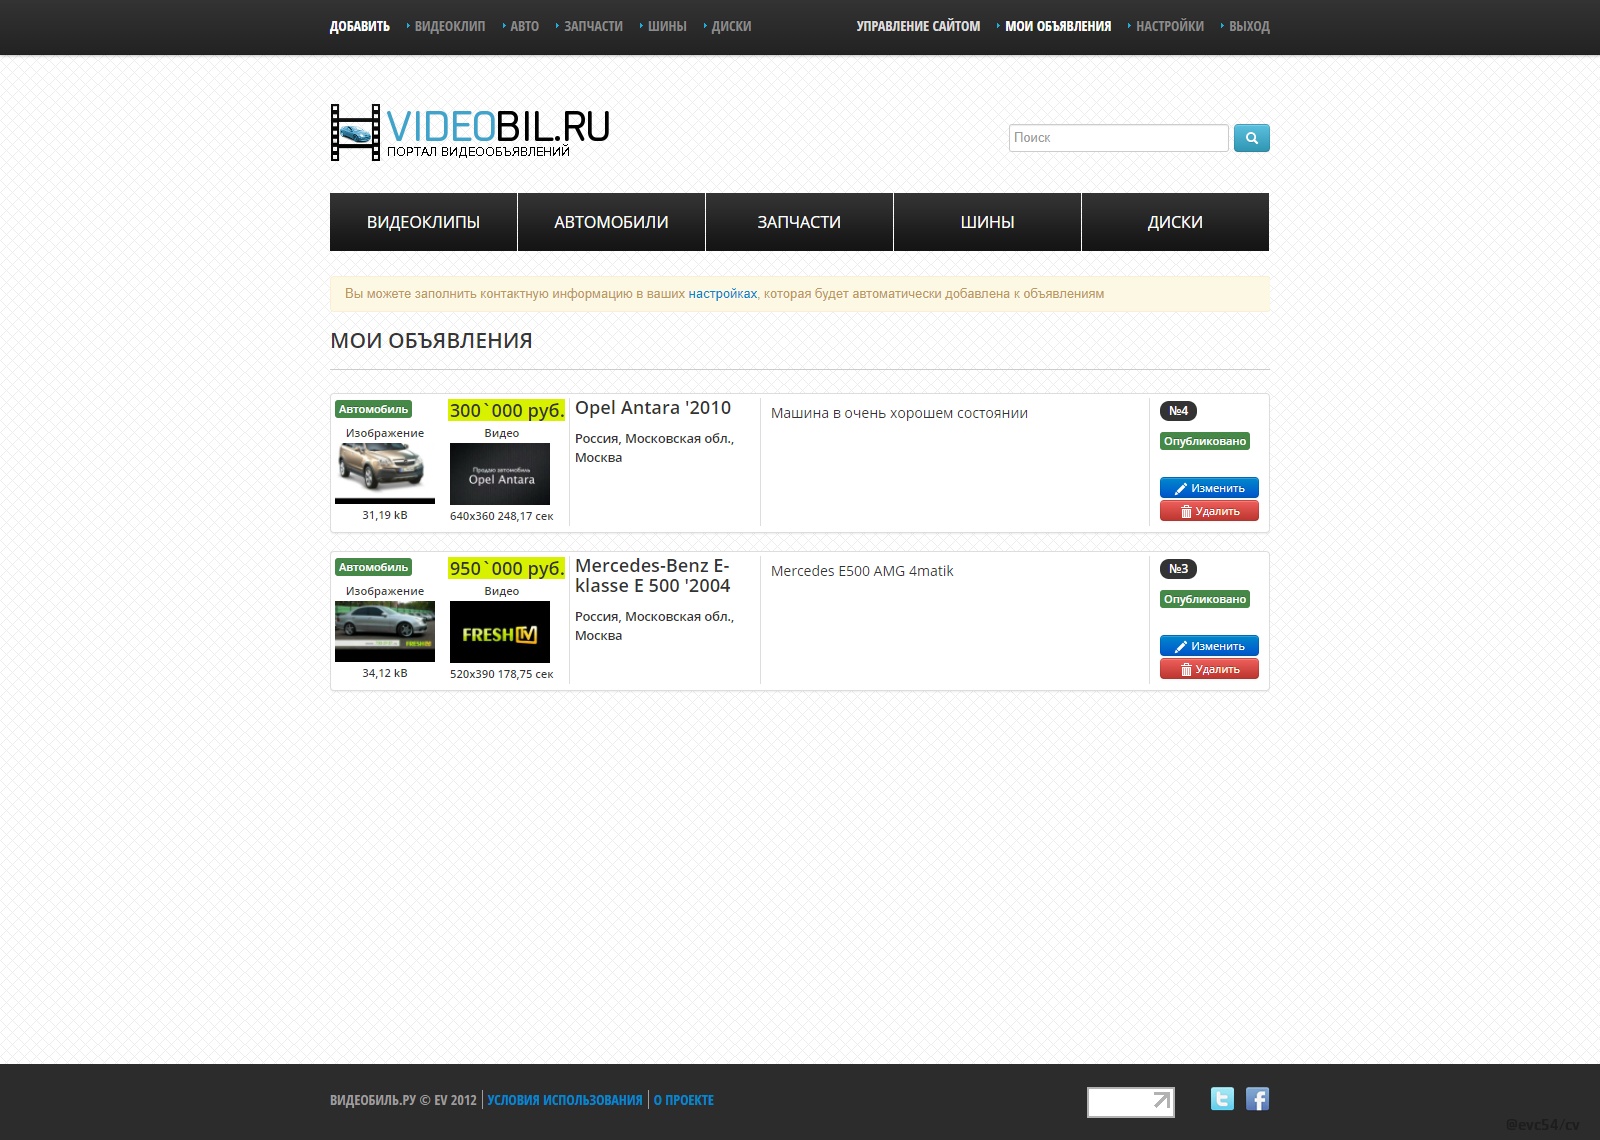 ДОБАВИТЬ ВИДЕОКЛИП АВТО ЗАПЧАСТИ ШИНЫ ДИСКИ УПРАВЛЕНИЕ САЙТОМ МОИ ОБЪЯВЛЕНИЯ НАСТРОЙКИ ВЫХОД
VIDEOBIL.RU
ПОРТАЛ ВИДЕООБЪЯВЛЕНИЙ
Поиск
ВИДЕОКЛИПЫ АВТОМОБИЛИ ЗАПЧАСТИ ШИНЫ ДИСКИ
Вы можете заполнить контактную информацию в ваших настройках, которая будет автоматически добавлена к объявлениям
МОИ ОБЪЯВЛЕНИЯ
Автомобиль
Изображение
31,19 kB
300`000 руб.
Видео
Продаю автомобиль
Opel Antara
640x360 248,17 сек
Opel Antara '2010
Россия, Московская обл.,
Москва
Машина в очень хорошем состоянии
№4
Опубликовано
Изменить
Удалить
Автомобиль
Изображение
34,12 kB
950`000 руб.
Видео
FRESH TV
520x390 178,75 сек
Mercedes-Benz E-
klasse E 500 '2004
Россия, Московская обл.,
Москва
Mercedes E500 AMG 4matik
№3
Опубликовано
Изменить
Удалить
ВИДЕОБИЛЬ.РУ © EV 2012 УСЛОВИЯ ИСПОЛЬЗОВАНИЯ О ПРОЕКТЕ
@evc54/cv